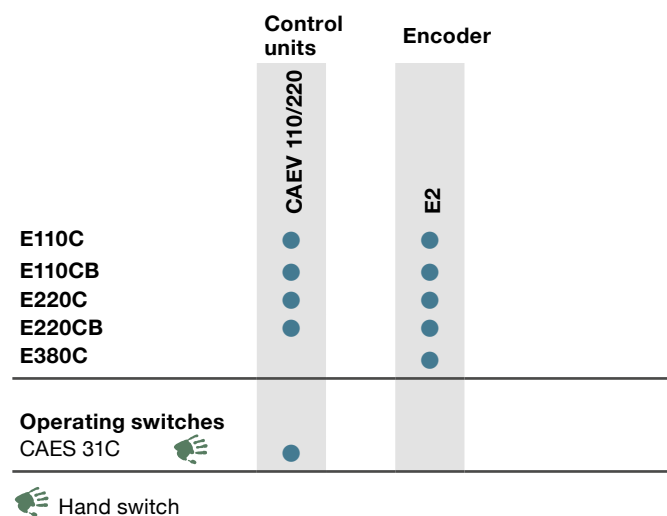 Control
units
Encoder
CAEV 110/220
E2
E110C
E110CB
E220C
E220CB
E380C
Operating switches
CAES 31C
Hand switch